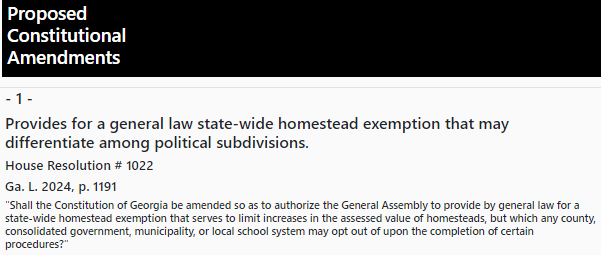 Proposed
Constitutional
Amendments
- 1 -
Provides for a general law state-wide homestead exemption that may
differentiate among political subdivisions.
House Resolution # 1022
Ga. L. 2024, p. 1191
"Shall the Constitution of Georgia be amended so as to authorize the General Assembly to provide by general law for a
state-wide homestead exemption that serves to limit increases in the assessed value of homesteads, but which any county,
consolidated government, municipality, or local school system may opt out of upon the completion of certain
procedures?"